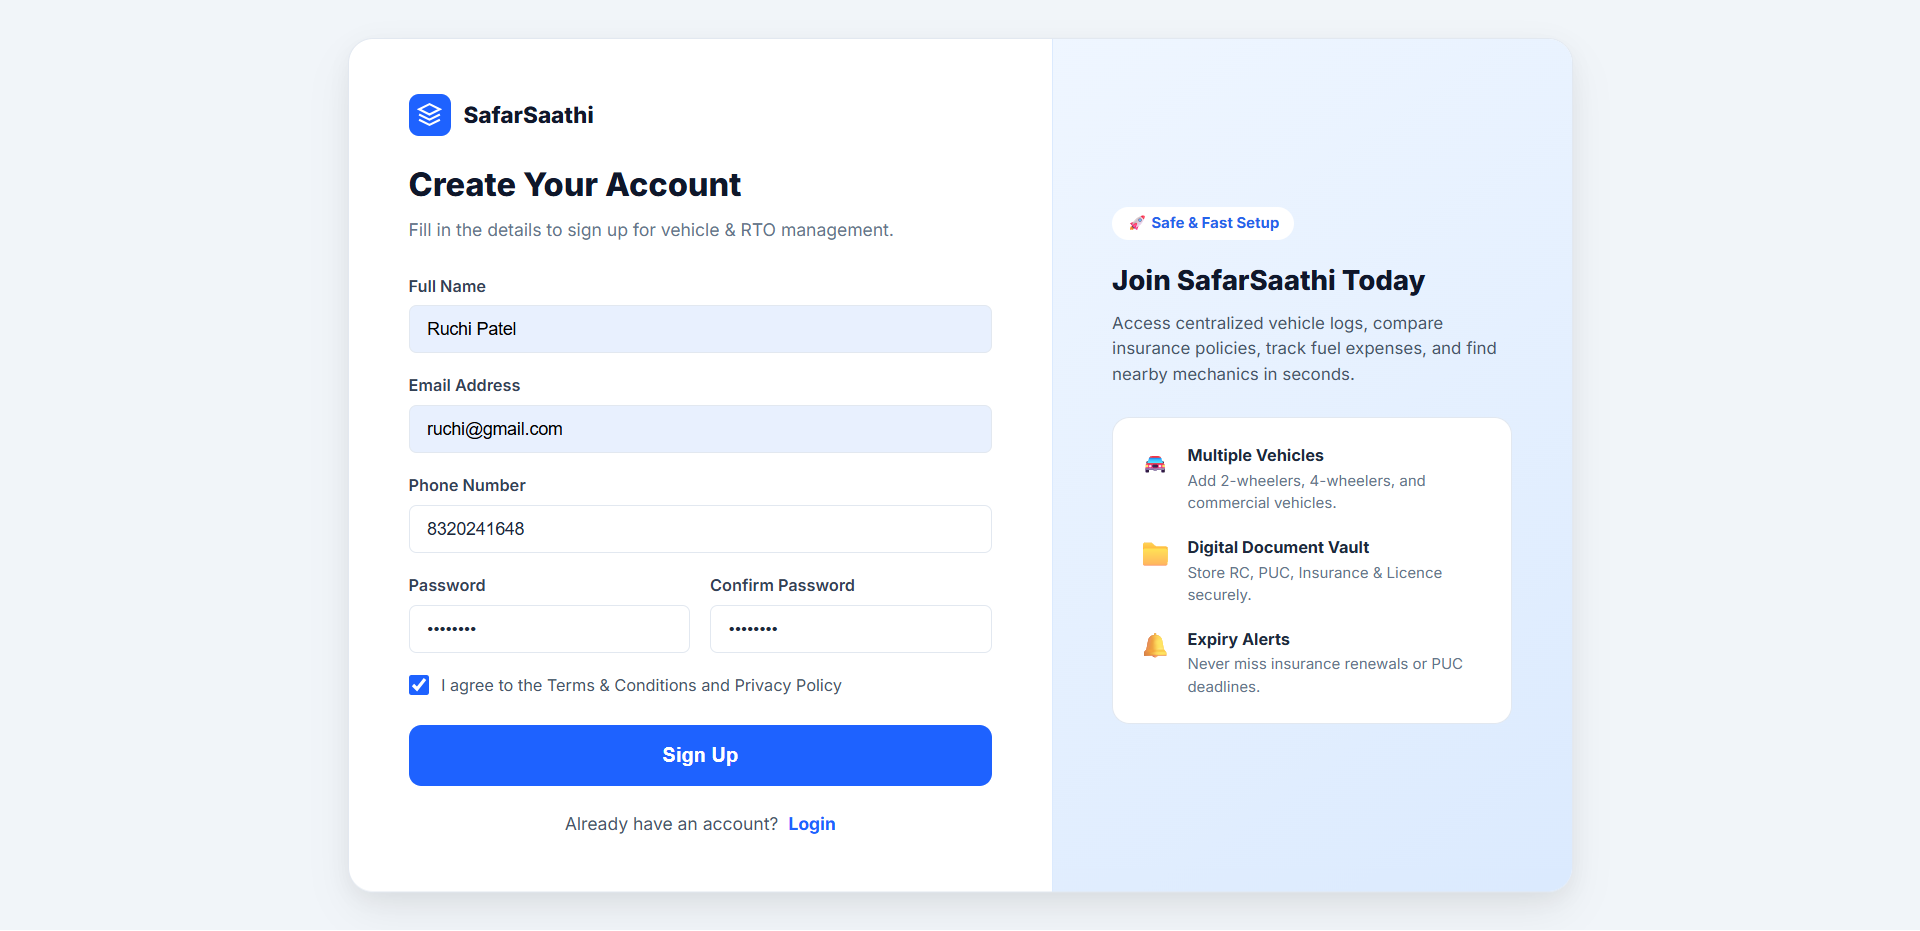 SafarSaathi
Create Your Account
Fill in the details to sign up for vehicle & RTO management.
Full Name
Ruchi Patel
Email Address
ruchi@gmail.com
Phone Number
8320241648
Password
Confirm Password
••••••••
••••••••
I agree to the Terms & Conditions and Privacy Policy
Sign Up
Already have an account? Login
🚀 Safe & Fast Setup
Join SafarSaathi Today
Access centralized vehicle logs, compare
insurance policies, track fuel expenses, and find
nearby mechanics in seconds.
Multiple Vehicles
Add 2-wheelers, 4-wheelers, and
commercial vehicles.
Digital Document Vault
Store RC, PUC, Insurance & Licence
securely.
Expiry Alerts
Never miss insurance renewals or PUC
deadlines.